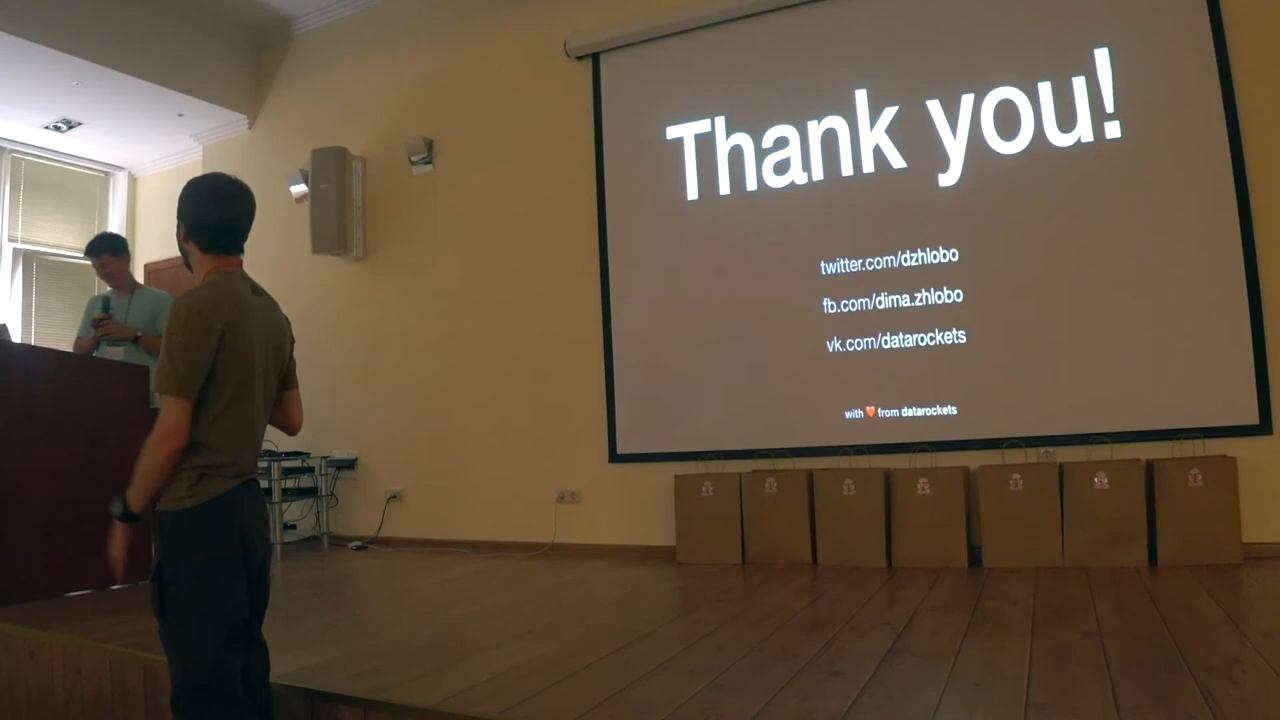 Thank you!
twitter.com/dzhlobo
fb.com/dima.zhlobo
vk.com/datarockets
with 🧡 from datarockets